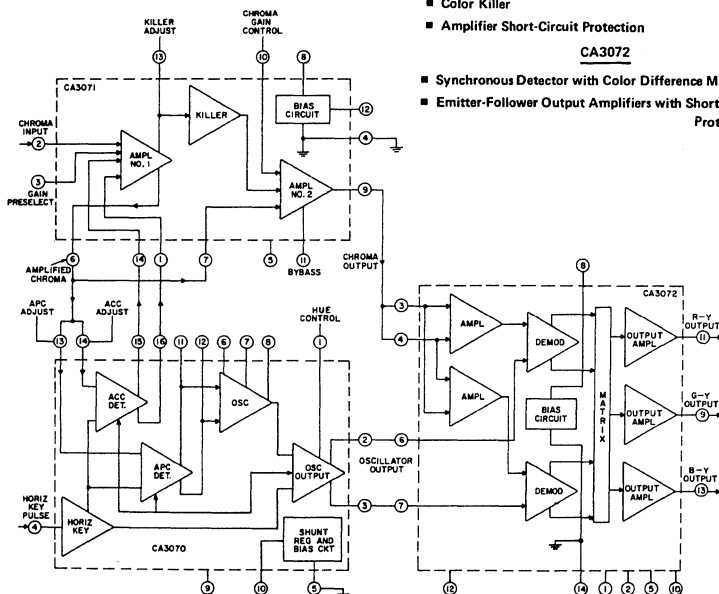 ■ Color Killer
■ Amplifier Short-Circuit Protection
CA3072
■ Synchronous Detector with Color Difference M
■ Emitter-Follower Output Amplifiers with Short
Prot
KILLER
ADJUST
CHROMA
GAIN
CONTROL
13
10
8
CA3071
KILLER
BIAS
CIRCUIT
12
4
CHROMA
INPUT
2
3
GAIN
PRESELECT
AMPL
NO. 1
AMPL
NO. 2
9
6
14
1
7
5
11
BYBASS
AMPLIFIED
CHROMA
CHROMA
OUTPUT
APC
ADJUST
ACC
ADJUST
HUE
CONTROL
13
14
15
16
11
12
6
7
8
1
ACC
DET.
OSC
APC
DET.
OSC
OUTPUT
2
6
OSCILLATOR
OUTPUT
3
7
HORIZ
KEY
PULSE
4
HORIZ
KEY
SHUNT
REG AND
BIAS CKT
CA3070
9
10
5
8
CA3072
3
4
AMPL
AMPL
DEMOD
BIAS
CIRCUIT
DEMOD
MATRIX
OUTPUT
AMPL
R-Y
OUTPUT
11
OUTPUT
AMPL
G-Y
OUTPUT
9
OUTPUT
AMPL
B-Y
OUTPUT
13
12
14
1
2
5
10